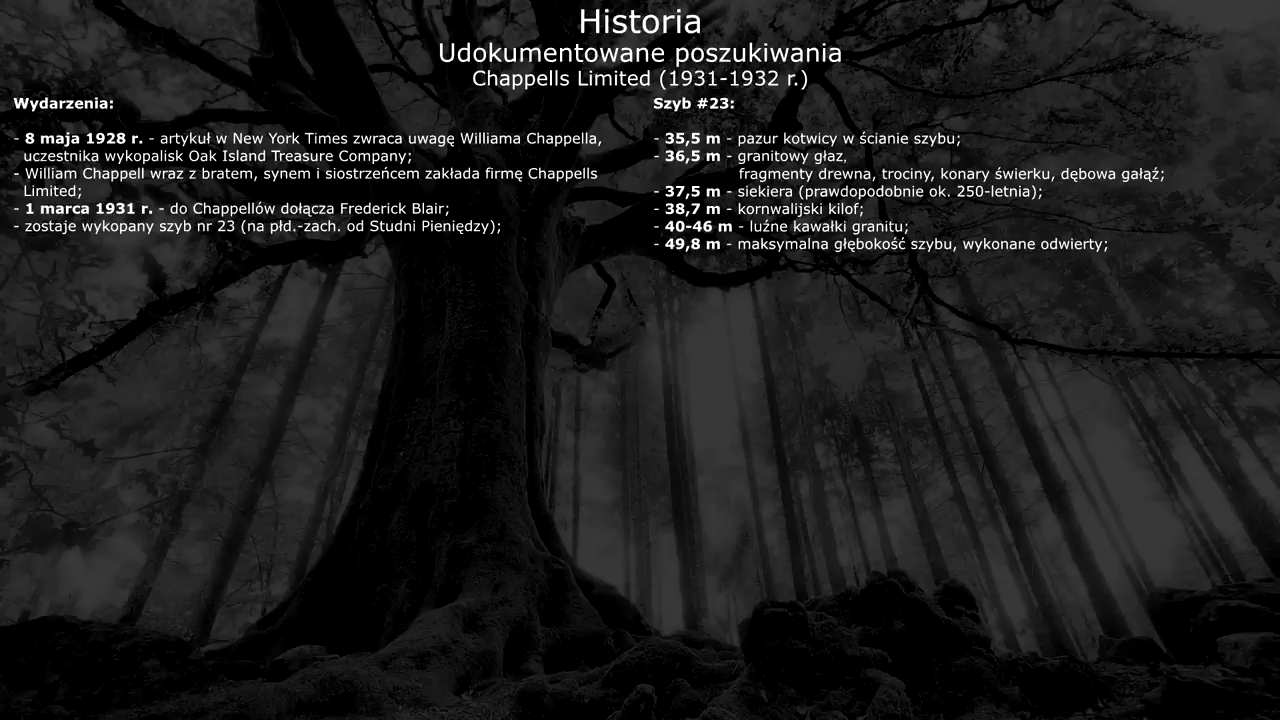 Historia
Udokumentowane poszukiwania
Chappells Limited (1931-1932 r.)
Wydarzenia:
- 8 maja 1928 r. - artykuł w New York Times zwraca uwagę Williama Chappella,
uczestnika wykopalisk Oak Island Treasure Company;
- William Chappell wraz z bratem, synem i siostrzeńcem zakłada firmę Chappells
Limited;
- 1 marca 1931 r. - do Chappellów dołącza Frederick Blair;
- zostaje wykopany szyb nr 23 (na płd.-zach. od Studni Pieniędzy);
Szyb #23:
- 35,5 m - pazur kotwicy w ścianie szybu;
- 36,5 m - granitowy głaz,
fragmenty drewna, trociny, konary świerku, dębowa gałąź;
- 37,5 m - siekiera (prawdopodobnie ok. 250-letnia);
- 38,7 m - kornwalijski kilof;
- 40-46 m - luźne kawałki granitu;
- 49,8 m - maksymalna głębokość szybu, wykonane odwierty;